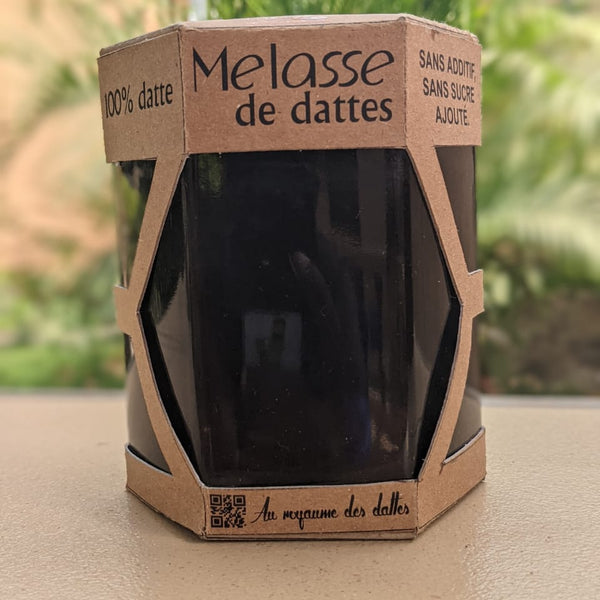 100% datte
Melasse
de dattes
SANS ADDITIF,
SANS SUCRE
AJOUTÉ.
Au royaume des dattes